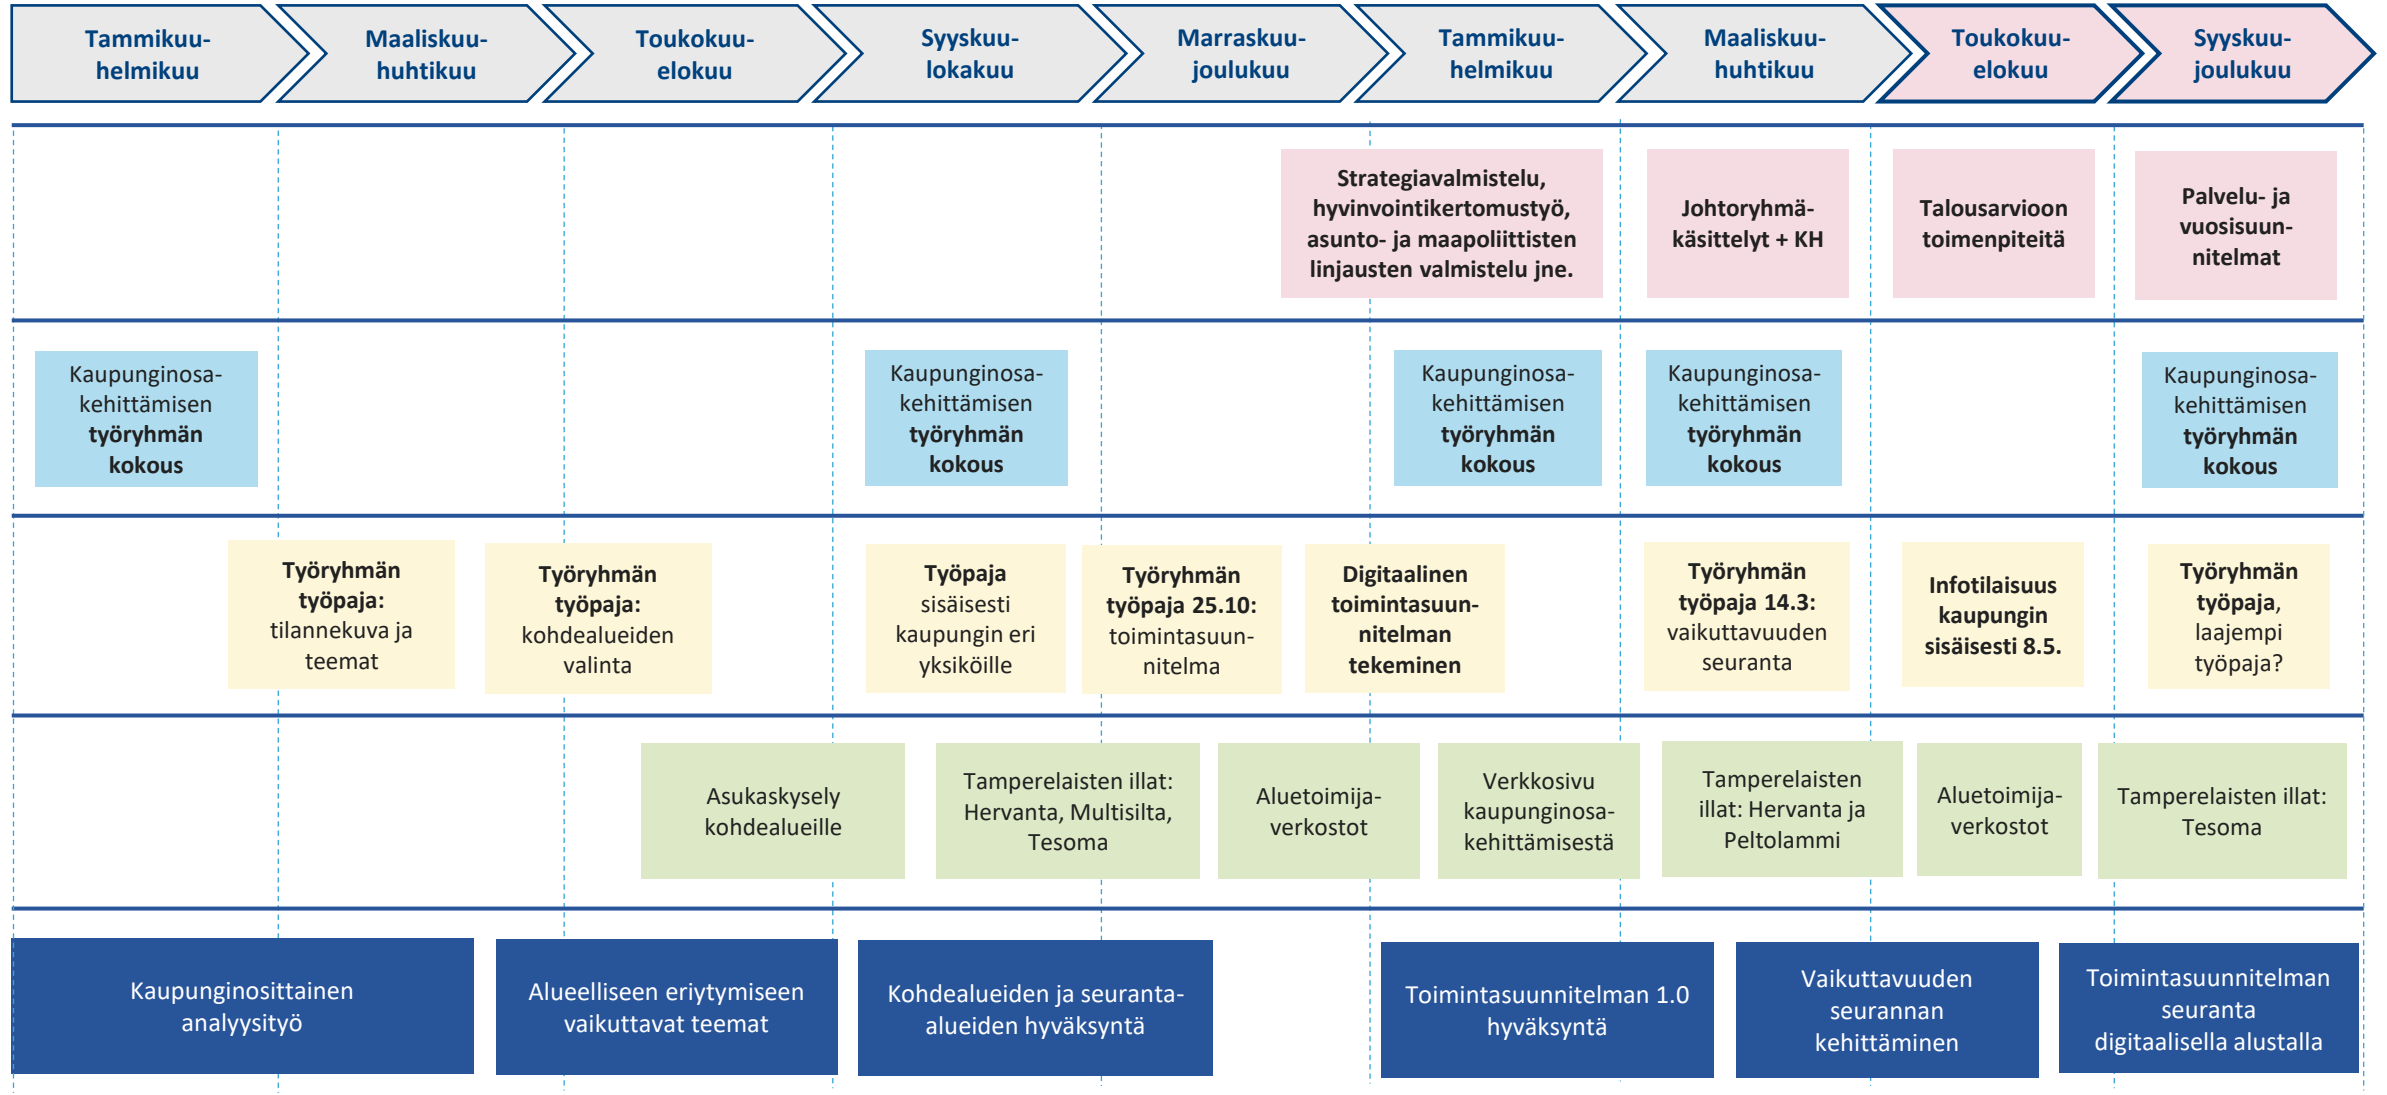 Tammikuu-
helmikuu
Maaliskuu-
huhtikuu
Toukokuu-
elokuu
Syyskuu-
lokakuu
Marraskuu-
joulukuu
Tammikuu-
helmikuu
Maaliskuu-
huhtikuu
Toukokuu-
elokuu
Syyskuu-
joulukuu
Strategiavalmistelu,
hyvinvointikertomustyö,
asunto- ja maapoliittisten
linjausten valmistelu jne.
Johtoryhmä-
käsittelyt + KH
Talousarvioon
toimenpiteitä
Palvelu- ja
vuosisuun-
nitelmat
Kaupunginosa-
kehittämisen
työryhmän
kokous
Kaupunginosa-
kehittämisen
työryhmän
kokous
Kaupunginosa-
kehittämisen
työryhmän
kokous
Kaupunginosa-
kehittämisen
työryhmän
kokous
Kaupunginosa-
kehittämisen
työryhmän
kokous
Työryhmän
työpaja:
tilannekuva ja
teemat
Työryhmän
työpaja:
kohdealueiden
valinta
Työpaja
sisäisesti
kaupungin eri
yksiköille
Työryhmän
työpaja 25.10:
toimintasuun-
nitelma
Digitaalinen
toimintasuun-
nitelman
tekeminen
Työryhmän
työpaja 14.3:
vaikuttavuuden
seuranta
Infotilaisuus
kaupungin
sisäisesti 8.5.
Työryhmän
työpaja,
laajempi
työpaja?
Asukaskysely
kohdealueille
Tamperelaisten illat:
Hervanta, Multisilta,
Tesoma
Aluetoimija-
verkostot
Verkkosivu
kaupunginosa-
kehittämisestä
Tamperelaisten
illat: Hervanta ja
Peltolammi
Aluetoimija-
verkostot
Tamperelaisten illat:
Tesoma
Kaupunginosittainen
analyysityö
Alueelliseen eriytymiseen
vaikuttavat teemat
Kohdealueiden ja seuranta-
alueiden hyväksyntä
Toimintasuunnitelman 1.0
hyväksyntä
Vaikuttavuuden
seurannan
kehittäminen
Toimintasuunnitelman
seuranta
digitaalisella alustalla